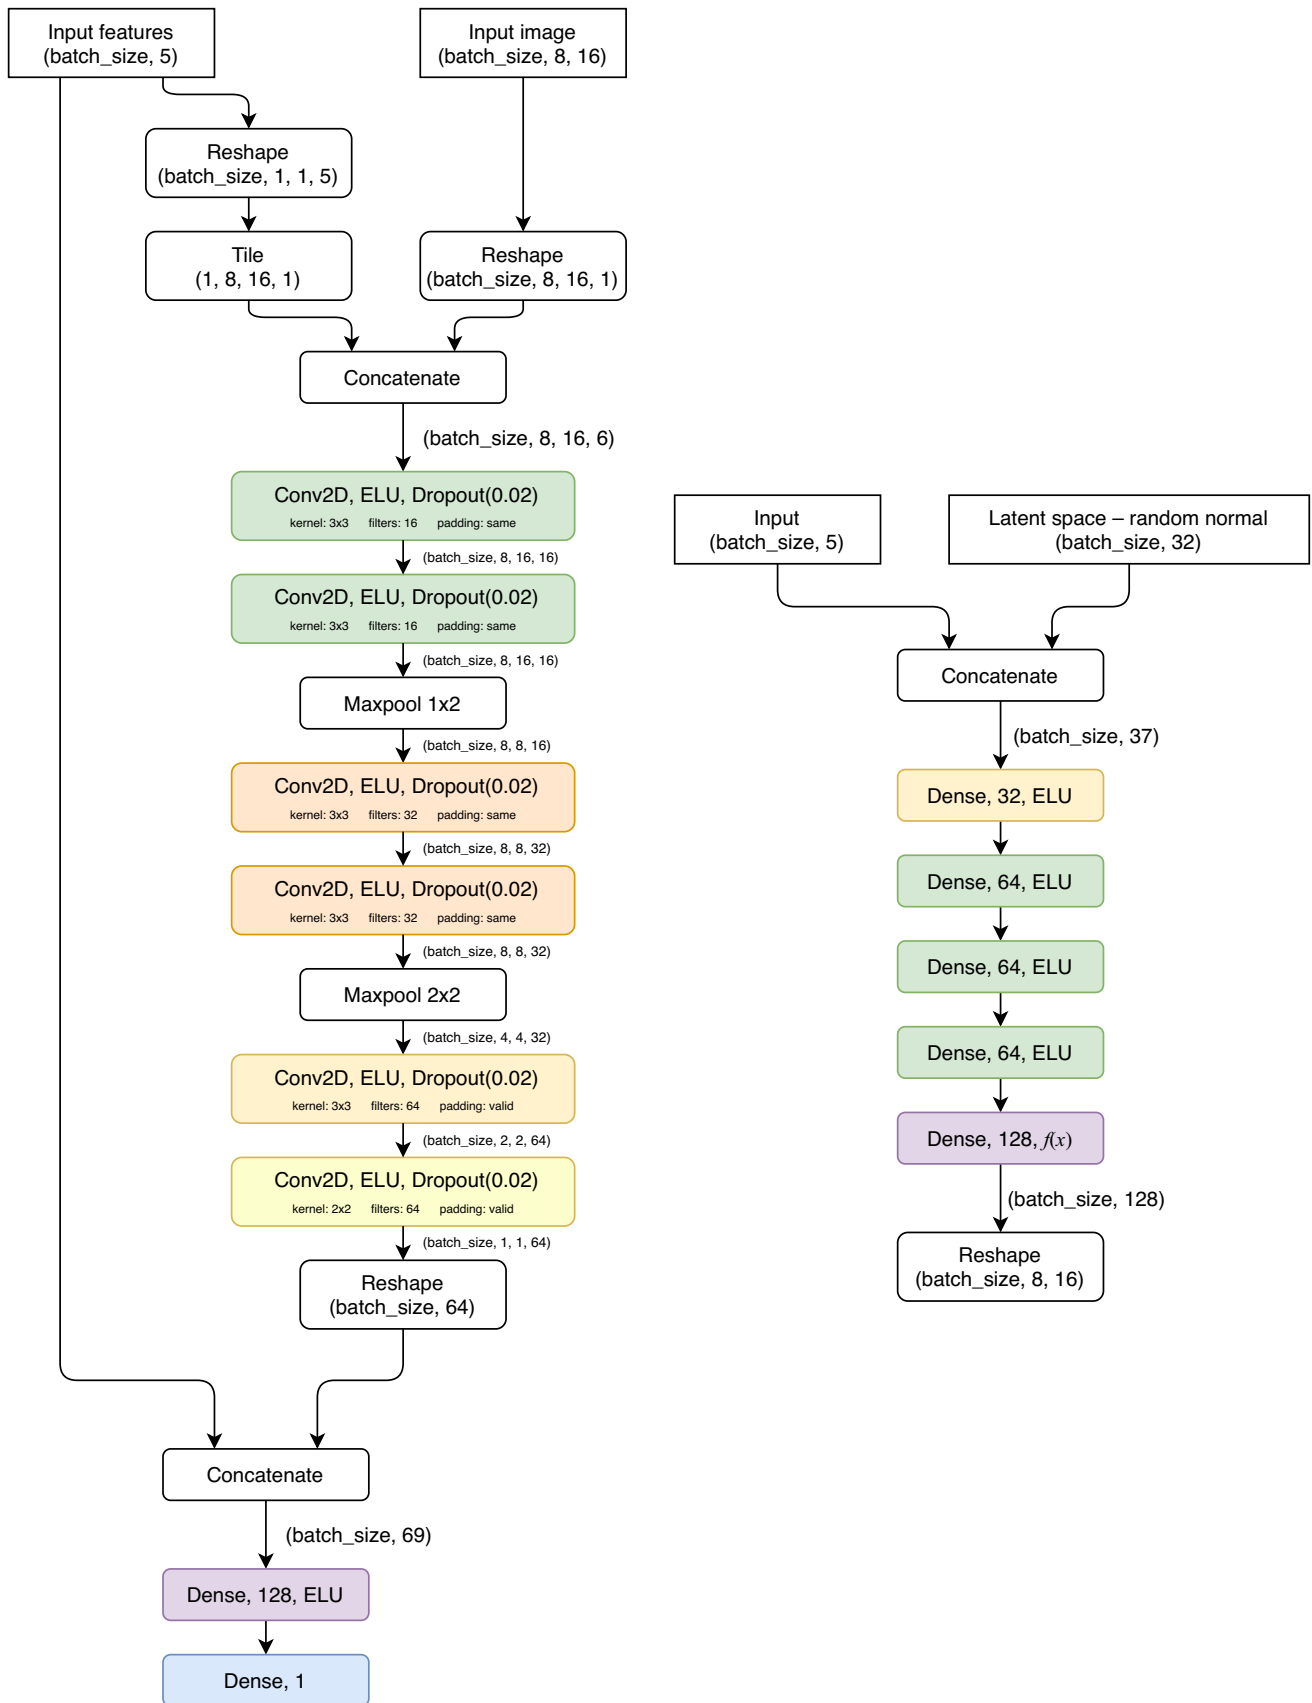 Input features
(batch_size, 5)
Input image
(batch_size, 8, 16)
Reshape
(batch_size, 1, 1, 5)
Tile
(1, 8, 16, 1)
Reshape
(batch_size, 8, 16, 1)
Concatenate
(batch_size, 8, 16, 6)
Conv2D, ELU, Dropout(0.02)
kernel: 3x3 filters: 16 padding: same
(batch_size, 8, 16, 16)
Conv2D, ELU, Dropout(0.02)
kernel: 3x3 filters: 16 padding: same
(batch_size, 8, 16, 16)
Maxpool 1x2
(batch_size, 8, 8, 16)
Conv2D, ELU, Dropout(0.02)
kernel: 3x3 filters: 32 padding: same
(batch_size, 8, 8, 32)
Conv2D, ELU, Dropout(0.02)
kernel: 3x3 filters: 32 padding: same
(batch_size, 8, 8, 32)
Maxpool 2x2
(batch_size, 4, 4, 32)
Conv2D, ELU, Dropout(0.02)
kernel: 3x3 filters: 64 padding: valid
(batch_size, 2, 2, 64)
Conv2D, ELU, Dropout(0.02)
kernel: 2x2 filters: 64 padding: valid
(batch_size, 1, 1, 64)
Reshape
(batch_size, 64)
Concatenate
(batch_size, 69)
Dense, 128, ELU
Dense, 1
Input
(batch_size, 5)
Latent space – random normal
(batch_size, 32)
Concatenate
(batch_size, 37)
Dense, 32, ELU
Dense, 64, ELU
Dense, 64, ELU
Dense, 64, ELU
Dense, 128, f(x)
(batch_size, 128)
Reshape
(batch_size, 8, 16)